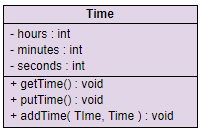 Time
- hours : int
- minutes : int
- seconds : int
+ getTime() : void
+ putTime() : void
+ addTime( TIme, Time ) : void